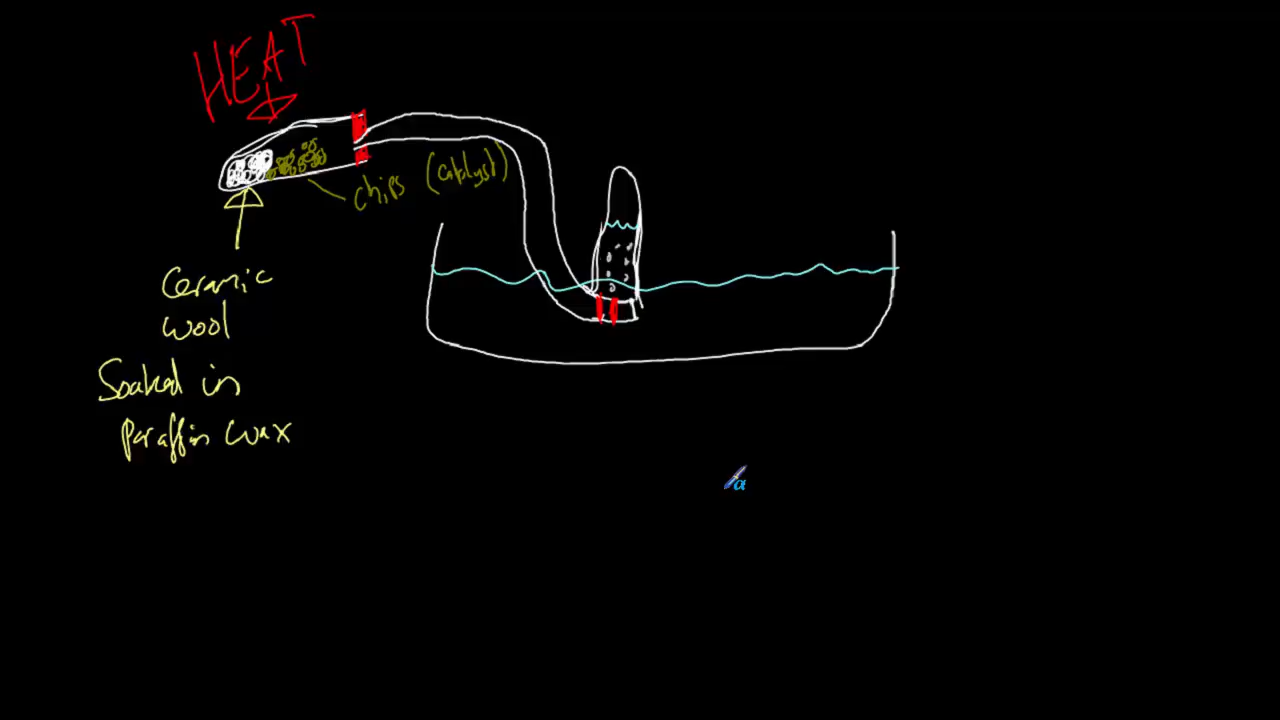 HEAT
chips (catalyst)
Ceramic
wool
Soaked in
paraffin wax
a